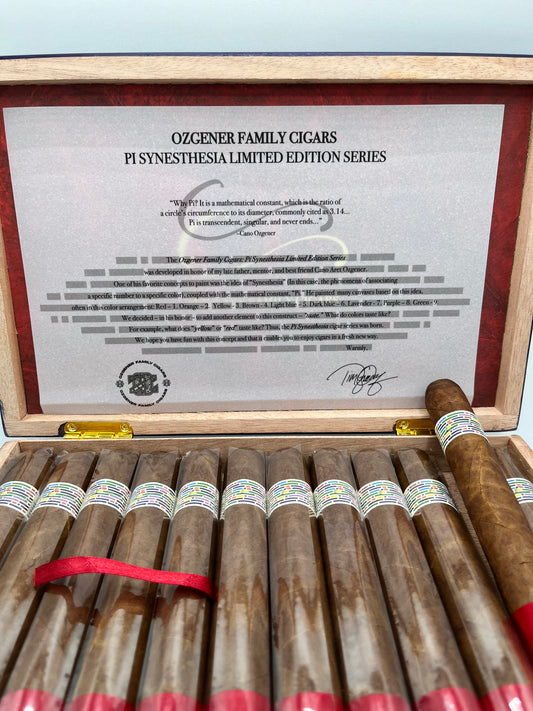 OZGENER FAMILY CIGARS
PI SYNESTHESIA LIMITED EDITION SERIES
“Why Pi? It is a mathematical constant, which is the ratio of
a circle's circumference to its diameter, commonly cited as 3.14...
Pi is transcendent, singular, and never ends...”
-Cano Ozgener
The Ozgener Family Cigars: Pi Synesthesia Limited Edition Series
was developed in honor of my late father, mentor, and best friend Cano Aret Ozgener.
One of his favorite concepts to paint was the idea of “Synesthesia” (In this case, the phenomena of associating
a specific number to a specific color), coupled with the mathematical constant, “Pi.” He painted many canvases based on this idea,
often in this color arrangement: Red – 1, Orange – 2, Yellow – 3, Brown – 4, Light blue – 5, Dark blue – 6, Lavender – 7, Purple – 8, Green – 9.
We decided – in his honor – to add another element to this construct – “taste.” What do colors taste like?
For example, what does “yellow” or “red” taste like? Thus, the Pi Synesthesia cigar series was born.
We hope you have fun with this concept and that it enables you to enjoy cigars in a fresh new way.
Warmly,
OZGENER FAMILY CIGARS
OZGENER FAMILY CIGARS